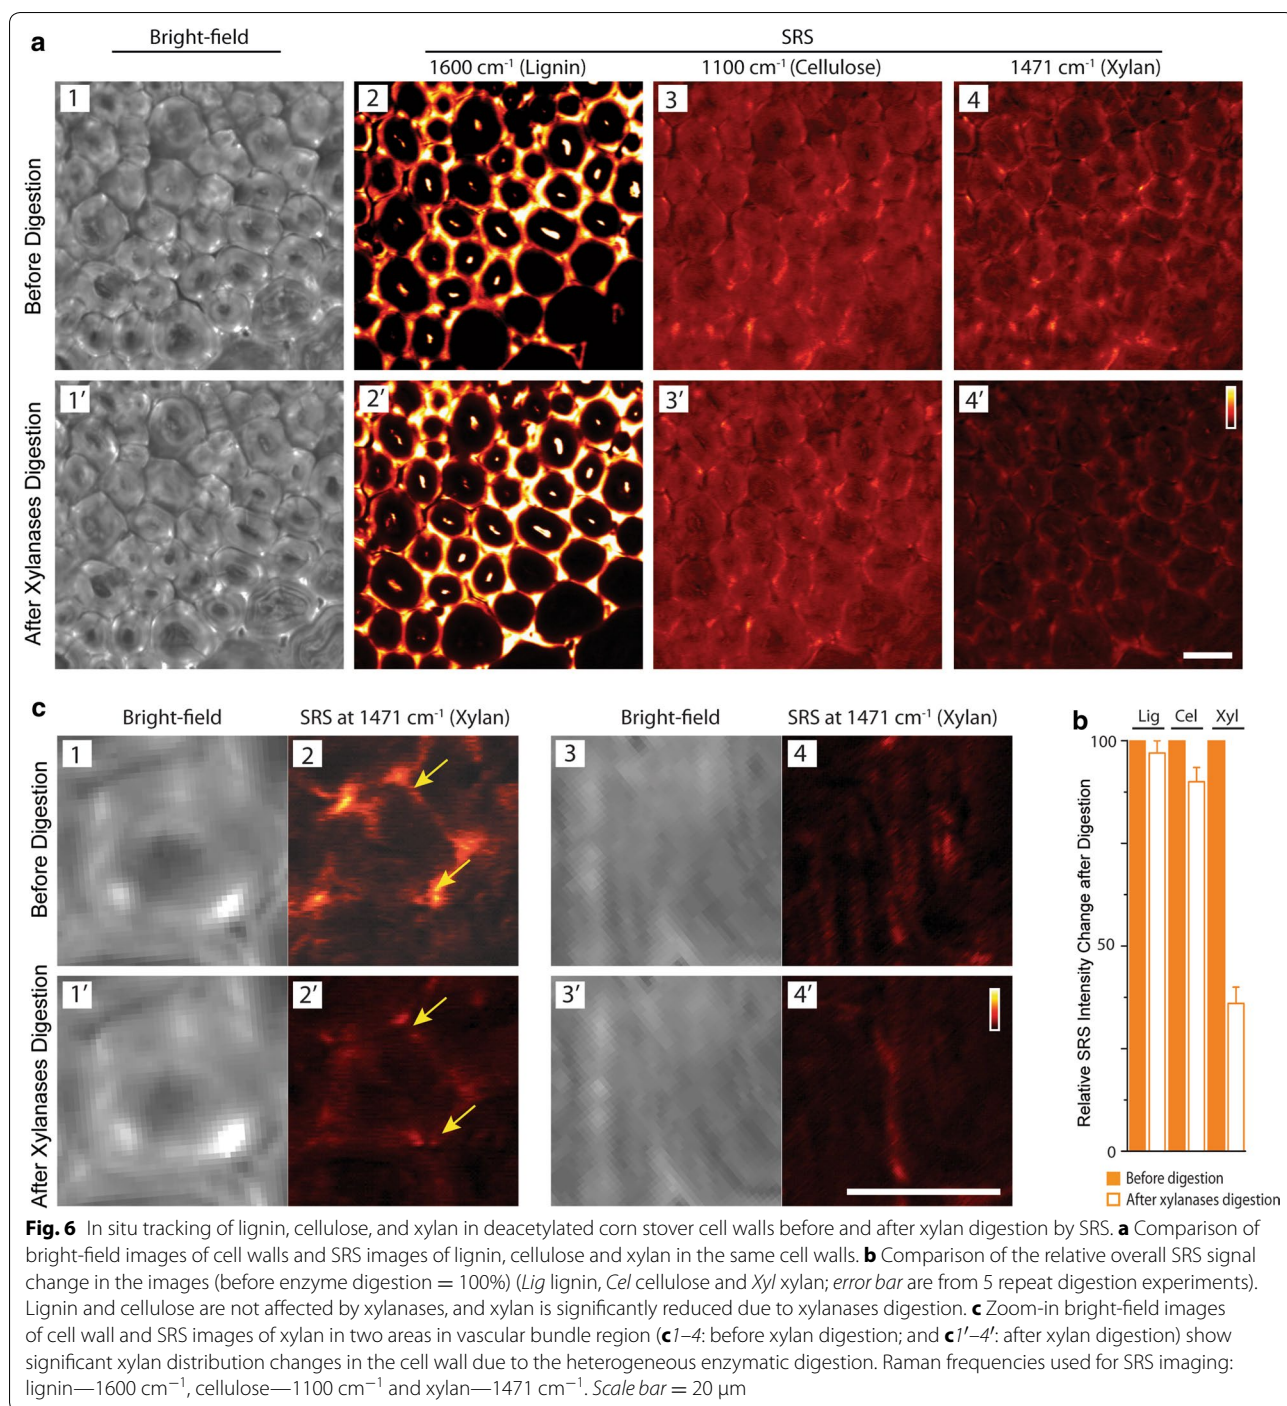 a
Bright-field
SRS
1600 cm⁻¹ (Lignin)
1100 cm⁻¹ (Cellulose)
1471 cm⁻¹ (Xylan)
Before Digestion
1
2
3
4
After Xylanases Digestion
1′
2′
3′
4′
c
Bright-field
SRS at 1471 cm⁻¹ (Xylan)
Bright-field
SRS at 1471 cm⁻¹ (Xylan)
Before Digestion
1
2
3
4
After Xylanases Digestion
1′
2′
3′
4′
b
Lig Cel Xyl
Relative SRS Intensity Change after Digestion
100
50
0
Before digestion
After xylanases digestion
Fig. 6 In situ tracking of lignin, cellulose, and xylan in deacetylated corn stover cell walls before and after xylan digestion by SRS. a Comparison of
bright-field images of cell walls and SRS images of lignin, cellulose and xylan in the same cell walls. b Comparison of the relative overall SRS signal
change in the images (before enzyme digestion = 100%) (Lig lignin, Cel cellulose and Xyl xylan; error bar are from 5 repeat digestion experiments).
Lignin and cellulose are not affected by xylanases, and xylan is significantly reduced due to xylanases digestion. c Zoom-in bright-field images
of cell wall and SRS images of xylan in two areas in vascular bundle region (c1–4: before xylan digestion; and c1′–4′: after xylan digestion) show
significant xylan distribution changes in the cell wall due to the heterogeneous enzymatic digestion. Raman frequencies used for SRS imaging:
lignin—1600 cm⁻¹, cellulose—1100 cm⁻¹ and xylan—1471 cm⁻¹. Scale bar = 20 μm